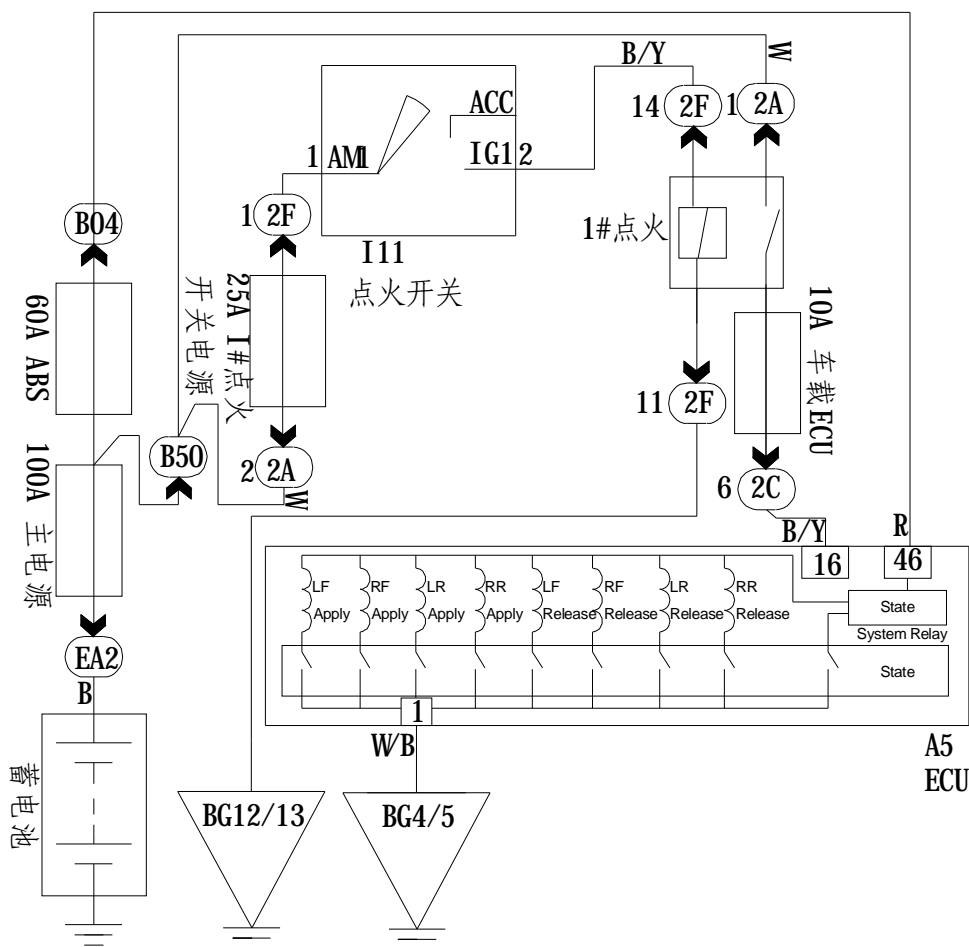 B/Y
W
14
2F
1
2A
ACC
1
AM1
IG1
2
1
2F
B04
I11
点火开关
1#点火
60A ABS
开关电源
25A I#点火
10A 车载ECU
11
2F
B50
2
2A
W
100A 主电源
6
2C
B/Y
R
16
46
LF
Apply
RF
Apply
LR
Apply
RR
Apply
LF
Release
RF
Release
LR
Release
RR
Release
State
System Relay
State
EA2
B
1
W/B
A5
ECU
蓄电池
BG12/13
BG4/5